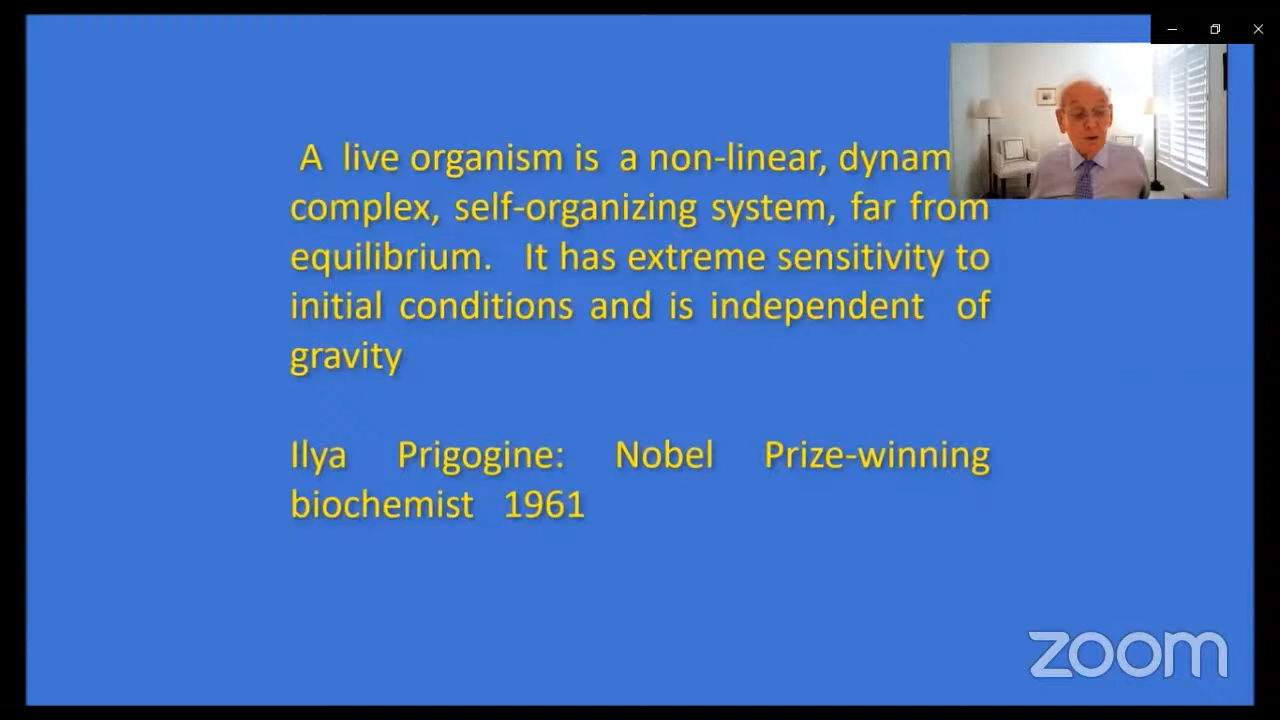 A live organism is a non-linear,
complex, self-organizing system, far from
equilibrium. It has extreme sensitivity to
initial conditions and is independent of
gravity
Ilya Prigogine: Nobel Prize-winning
biochemist 1961
zoom